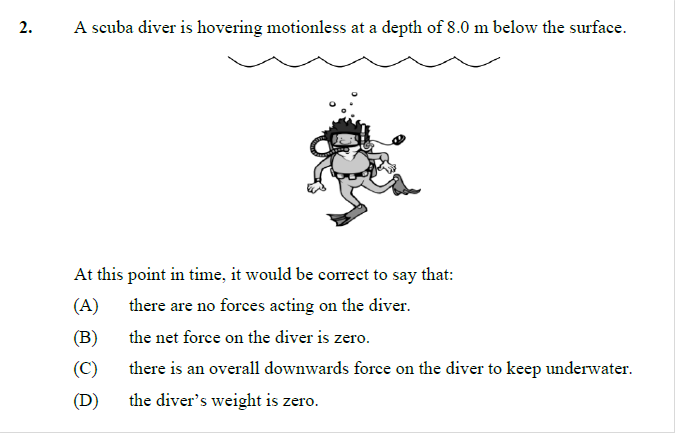 2. A scuba diver is hovering motionless at a depth of 8.0 m below the surface.
At this point in time, it would be correct to say that:
(A) there are no forces acting on the diver.
(B) the net force on the diver is zero.
(C) there is an overall downwards force on the diver to keep underwater.
(D) the diver's weight is zero.